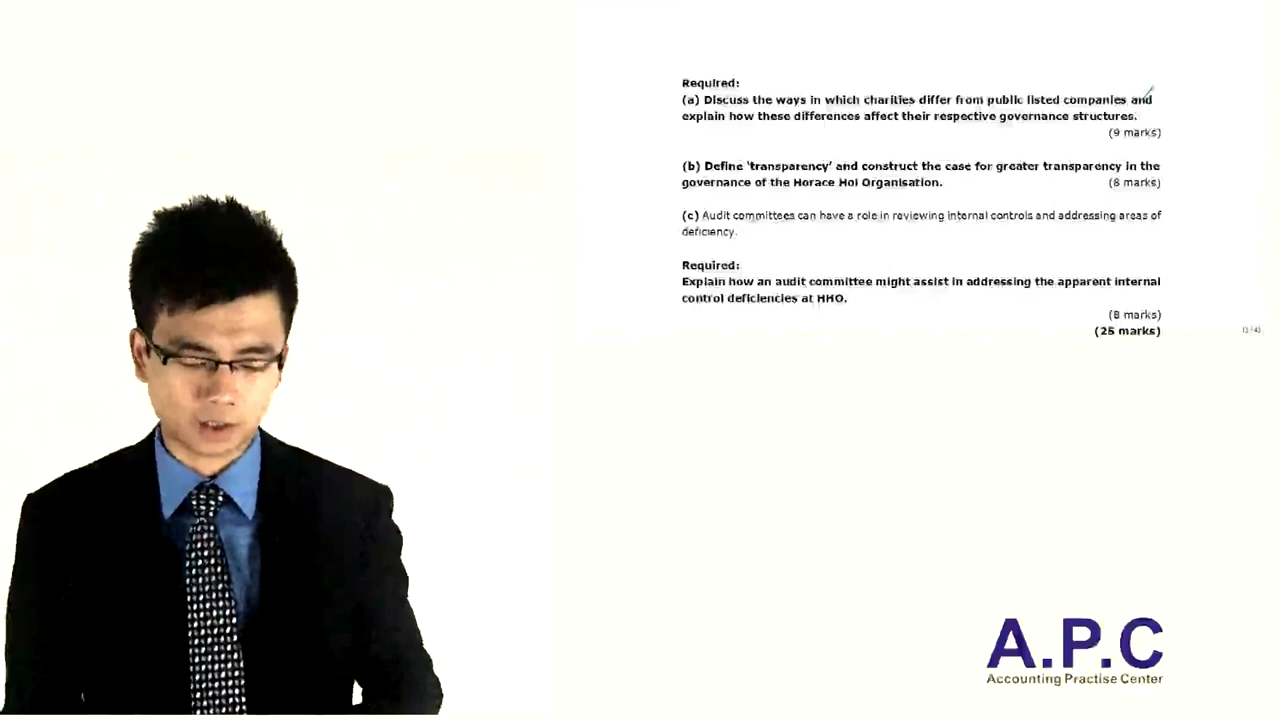 Required:
(a) Discuss the ways in which charities differ from public listed companies and
explain how these differences affect their respective governance structures.
(9 marks)
(b) Define ‘transparency’ and construct the case for greater transparency in the
governance of the Horace Hoi Organisation. (8 marks)
(c) Audit committees can have a role in reviewing internal controls and addressing areas of
deficiency.
Required:
Explain how an audit committee might assist in addressing the apparent internal
control deficiencies at HHO.
(8 marks)
(25 marks)
A.P.C
Accounting Practise Center